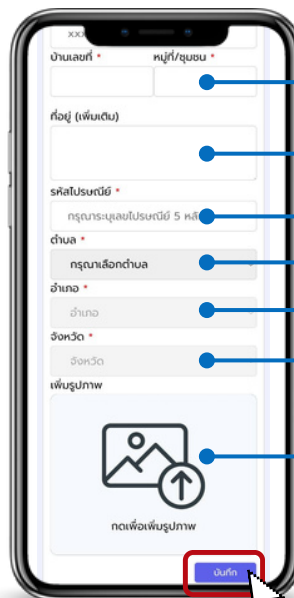 xxx
บ้านเลขที่ * หมู่ที่/ชุมชน *
ที่อยู่ (เพิ่มเติม)
รหัสไปรษณีย์ *
กรุณาระบุเลขไปรษณีย์ 5 หลั
ตำบล *
กรุณาเลือกตำบล
อำเภอ *
อำเภอ
จังหวัด *
จังหวัด
เพิ่มรูปภาพ
กดเพื่อเพิ่มรูปภาพ
บันทึก